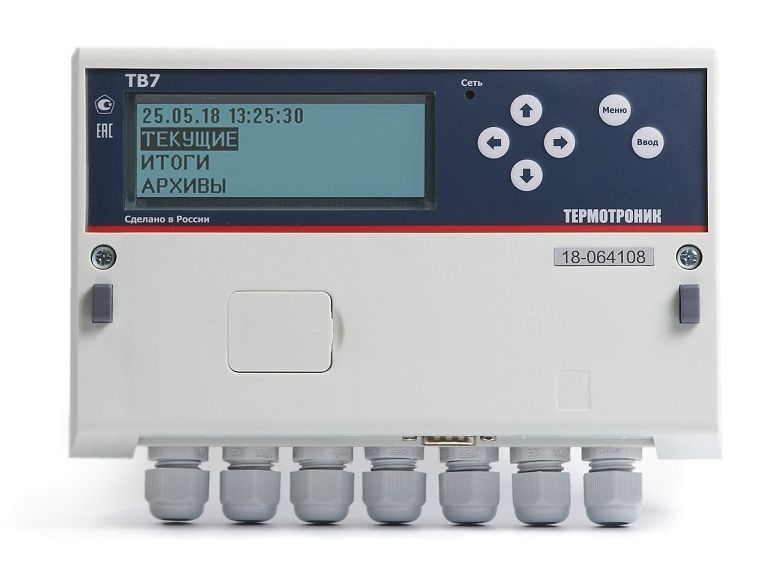 ТВ7
Сеть
25.05.18 13:25:30
ТЕКУЩИЕ
ИТОГИ
АРХИВЫ
Меню
Ввод
ЕАС
Сделано в России
ТЕРМОТРОНИК
18-064108